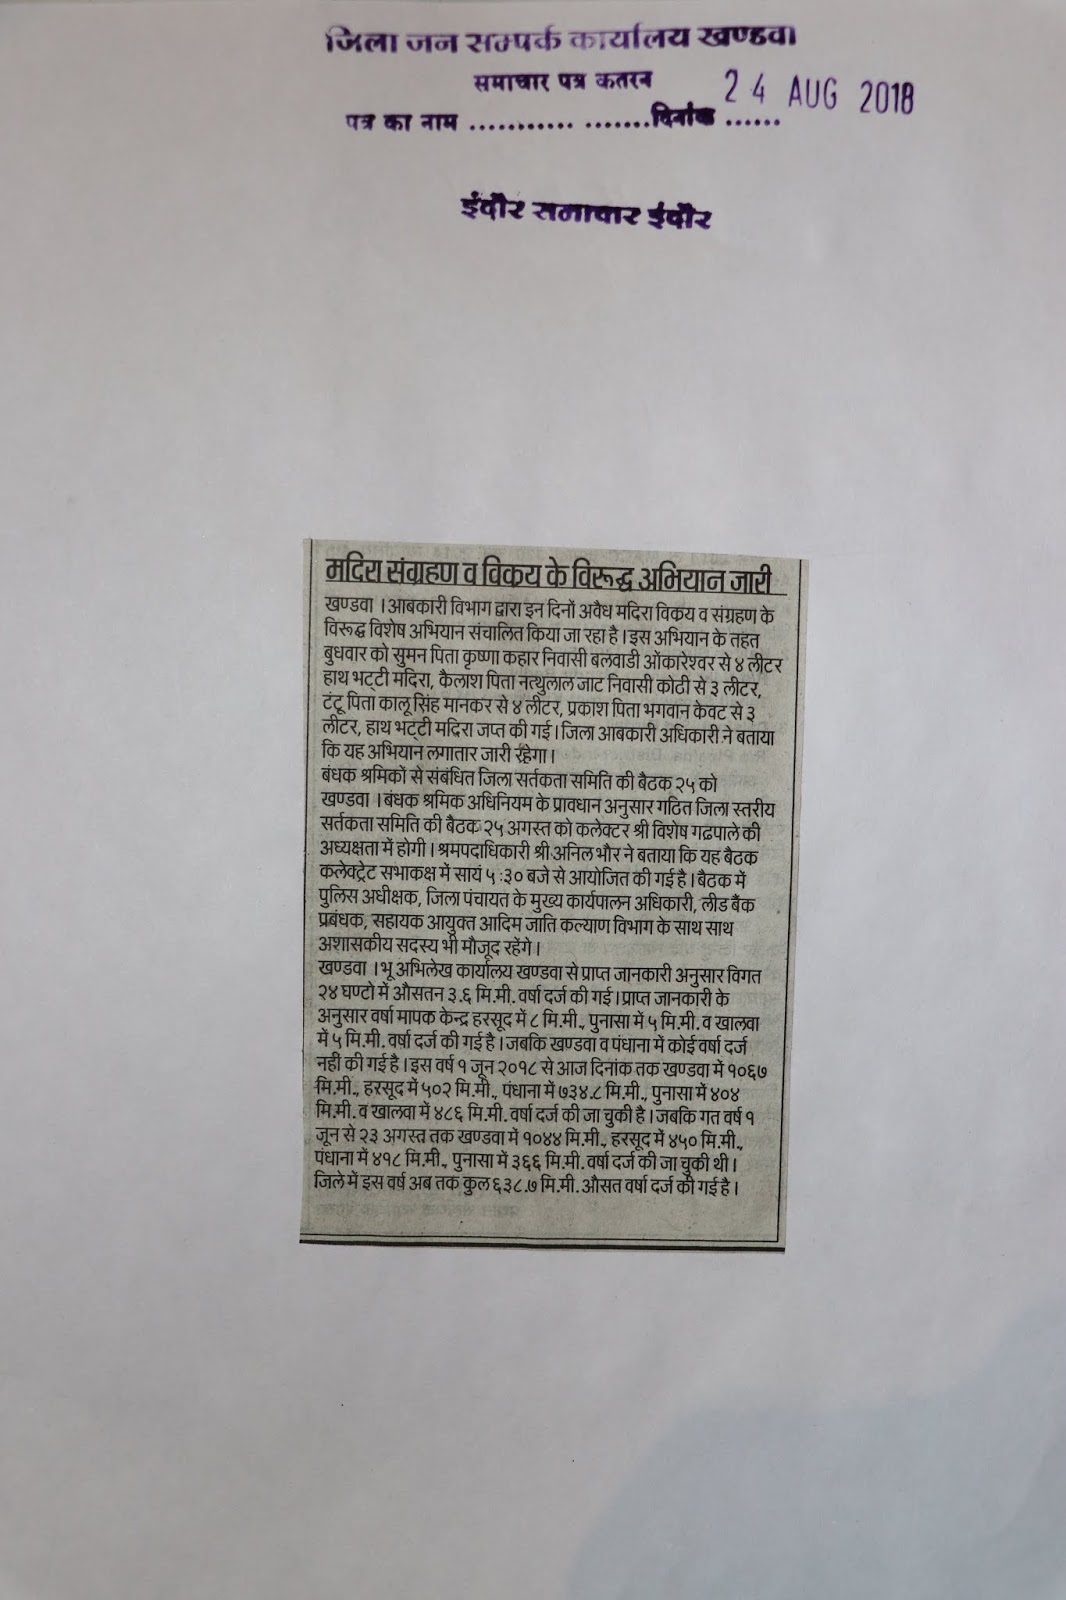 जिला जन सम्पर्क कार्यालय खण्डवा
समाचार पत्र कतरन
24 AUG 2018
पत्र का नाम ........... .......दिनांक ......
इंदौर समाचार इंदौर
मदिरा संग्रहण व विकय के विरूद्ध अभियान जारी
खण्डवा । आबकारी विभाग द्वारा इन दिनों अवैध मदिरा विकय व संग्रहण के
विरूद्ध विशेष अभियान संचालित किया जा रहा है । इस अभियान के तहत
बुधवार को सुमन पिता कृष्णा कहार निवासी बलवाडी ओंकारेश्वर से ४ लीटर
हाथ भट्टी मदिरा, कैलाश पिता नत्थुलाल जाट निवासी कोठी से ३ लीटर,
टंटू पिता कालू सिंह मानकर से ४ लीटर, प्रकाश पिता भगवान केवट से ३
लीटर, हाथ भट्टी मदिरा जप्त की गई । जिला आबकारी अधिकारी ने बताया
कि यह अभियान लगातार जारी रहेगा ।
बंधक श्रमिकों से संबंधित जिला सर्तकता समिति की बैठक २५ को
खण्डवा । बंधक श्रमिक अधिनियम के प्रावधान अनुसार गठित जिला स्तरीय
सर्तकता समिति की बैठक २५ अगस्त को कलेक्टर श्री विशेष गढपाले की
अध्यक्षता में होगी । श्रमपदाधिकारी श्री अनिल भौर ने बताया कि यह बैठक
कलेक्ट्रेट सभाकक्ष में सायं ५ :३० बजे से आयोजित की गई है । बैठक में
पुलिस अधीक्षक, जिला पंचायत के मुख्य कार्यपालन अधिकारी, लीड बैंक
प्रबंधक, सहायक आयुक्त आदिम जाति कल्याण विभाग के साथ साथ
अशासकीय सदस्य भी मौजूद रहेंगे ।
खण्डवा । भू अभिलेख कार्यालय खण्डवा से प्राप्त जानकारी अनुसार विगत
२४ घण्टो में औसतन ३.६ मि.मी. वर्षा दर्ज की गई । प्राप्त जानकारी के
अनुसार वर्षा मापक केन्द्र हरसूद में ८ मि.मी., पुनासा में ५ मि.मी. व खालवा
में ५ मि.मी. वर्षा दर्ज की गई है । जबकि खण्डवा व पंधाना में कोई वर्षा दर्ज
नही की गई है । इस वर्ष १ जून २०१८ से आज दिनांक तक खण्डवा में १०६७
मि.मी., हरसूद में ५०२ मि.मी., पंधाना में ७३४.८ मि.मी., पुनासा में ४०४
मि.मी. व खालवा में ४८६ मि.मी. वर्षा दर्ज की जा चुकी है । जबकि गत वर्ष १
जून से २३ अगस्त तक खण्डवा में १०४४ मि.मी., हरसूद में ४५० मि.मी.,
पंधाना में ४१८ मि.मी., पुनासा में ३६६ मि.मी. वर्षा दर्ज की जा चुकी थी ।
जिले में इस वर्ष अब तक कुल ६३८.७ मि.मी. औसत वर्षा दर्ज की गई है ।